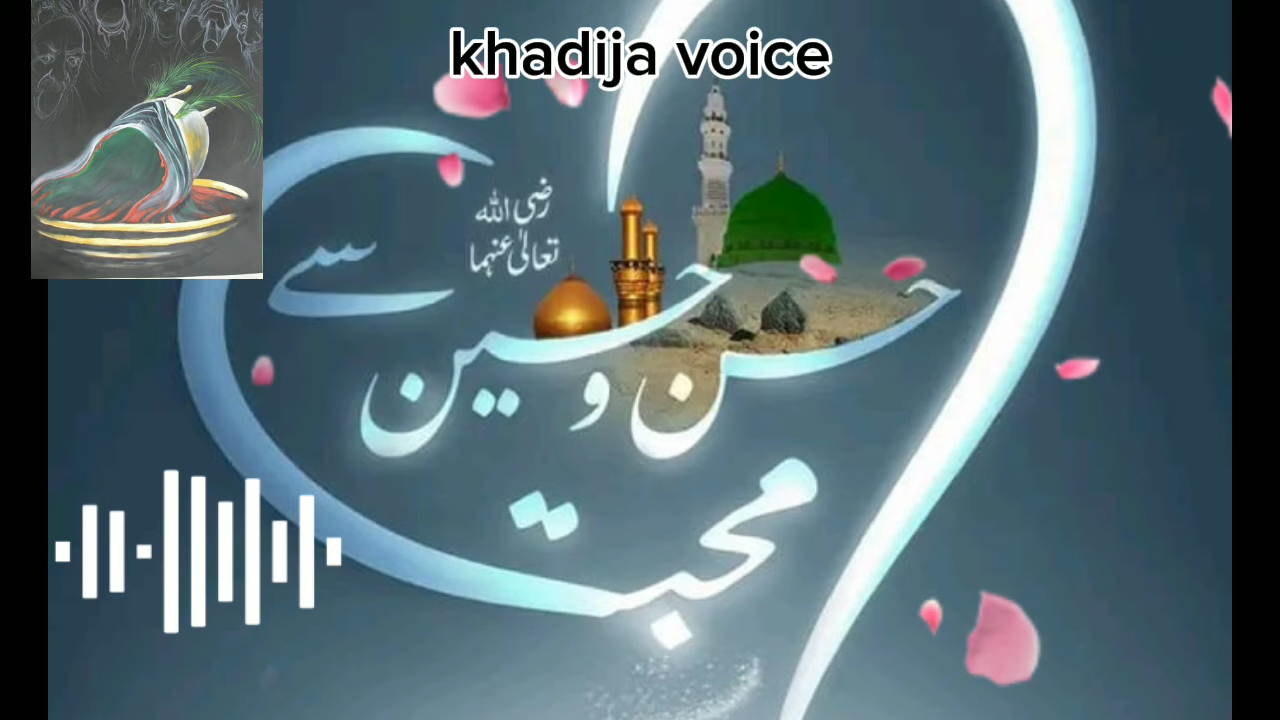 khadija voice
رضی اللہ
تعالیٰ عنہما
حسن و حسین سے
محبت